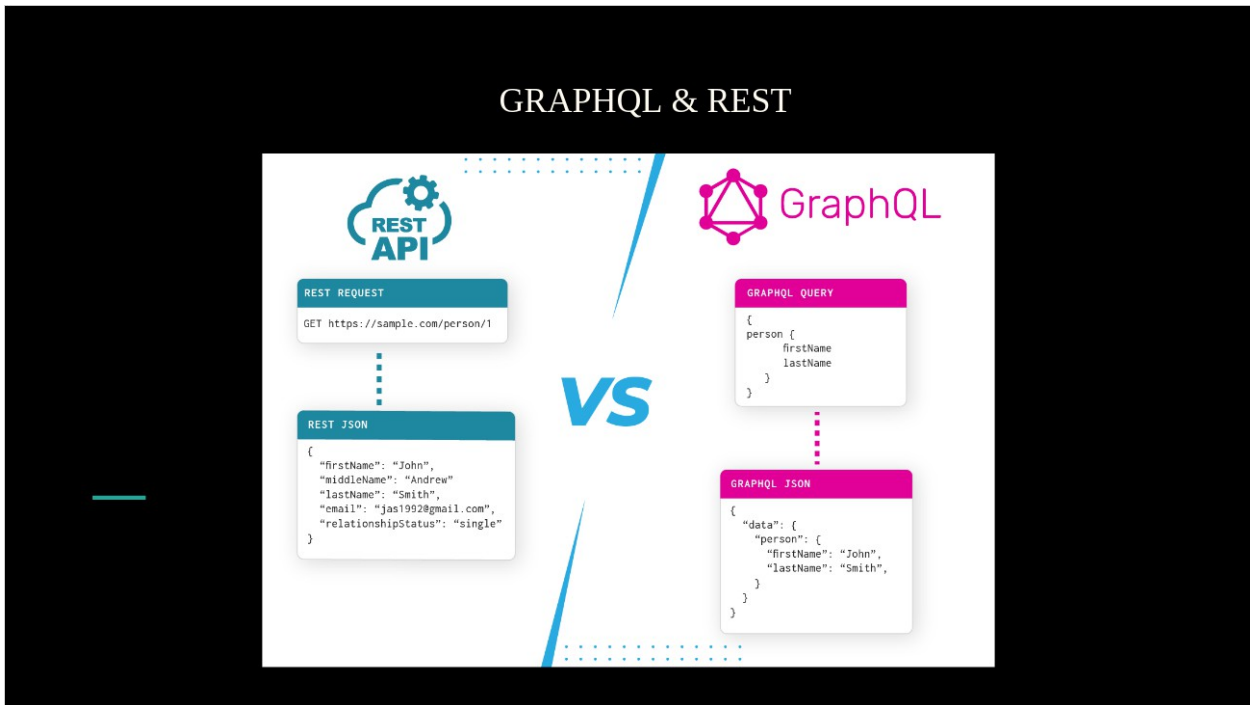 GRAPHQL & REST
REST
API
REST REQUEST
GET https://sample.com/person/1
REST JSON
{
“firstName”: “John”,
“middleName”: “Andrew”
“lastName”: “Smith”,
“email”: “jas1992@gmail.com”,
“relationshipStatus”: “single”
}
VS
GraphQL
GRAPHQL QUERY
{
person {
firstName
lastName
}
}
GRAPHQL JSON
{
“data”: {
“person”: {
“firstName”: “John”,
“lastName”: “Smith”,
}
}
}